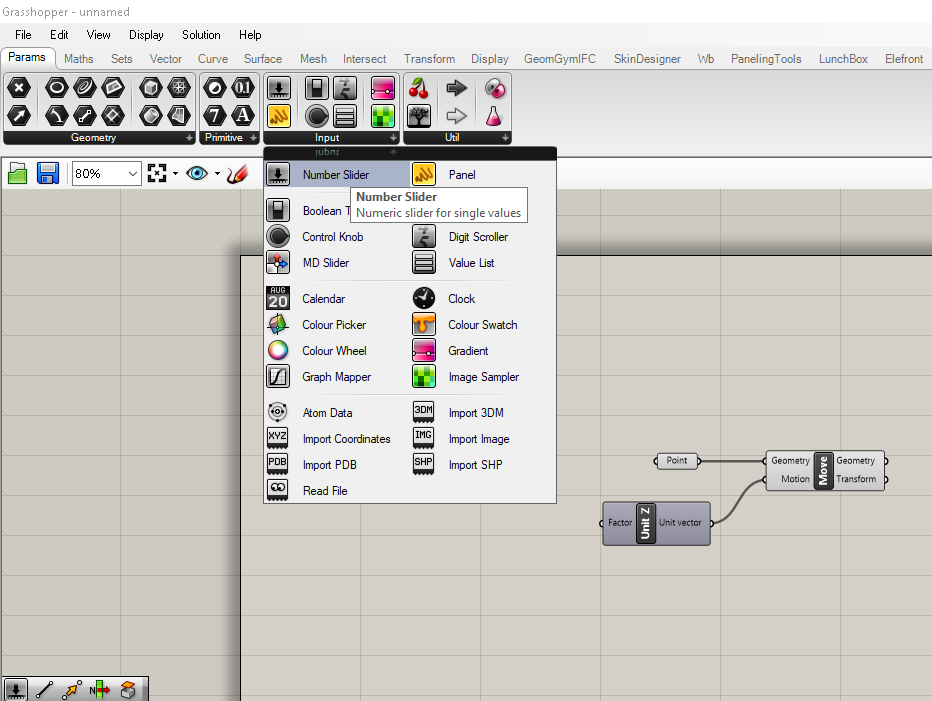 Grasshopper - unnamed
File Edit View Display Solution Help
Params Maths Sets Vector Curve Surface Mesh Intersect Transform Display GeomGymIFC SkinDesigner Wb PanelingTools LunchBox Elefront
0.1
7 A
Geometry Primitive Input Util
Input
80%
Number Slider Panel
Number Slider
Numeric slider for single values
Boolean T
Control Knob Digit Scroller
MD Slider Value List
AUG
20
Calendar Clock
Colour Picker Colour Swatch
Colour Wheel Gradient
Graph Mapper Image Sampler
Atom Data 3DM Import 3DM
XYZ Import Coordinates IMG Import Image
PDB Import PDB SHP Import SHP
Read File
Point
Geometry Move Geometry
Motion Transform
Factor Unit Z Unit vector
N